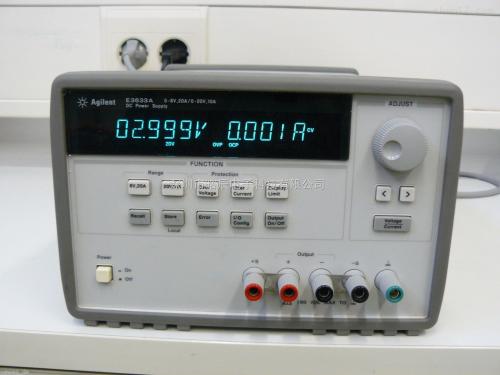 Agilent E3633A 0-8V,20A/0-20V,10A
DC Power Supply
ADJUST
02.999V 0.001A CV
20V OVP OCP
FUNCTION
Range Protection
8V,20A
Over Voltage
Over Current
Display Limit
Recall Store Error I/O Config Output On/Off
Local
Voltage Current
Power
On
Off
Output
+S + - -S